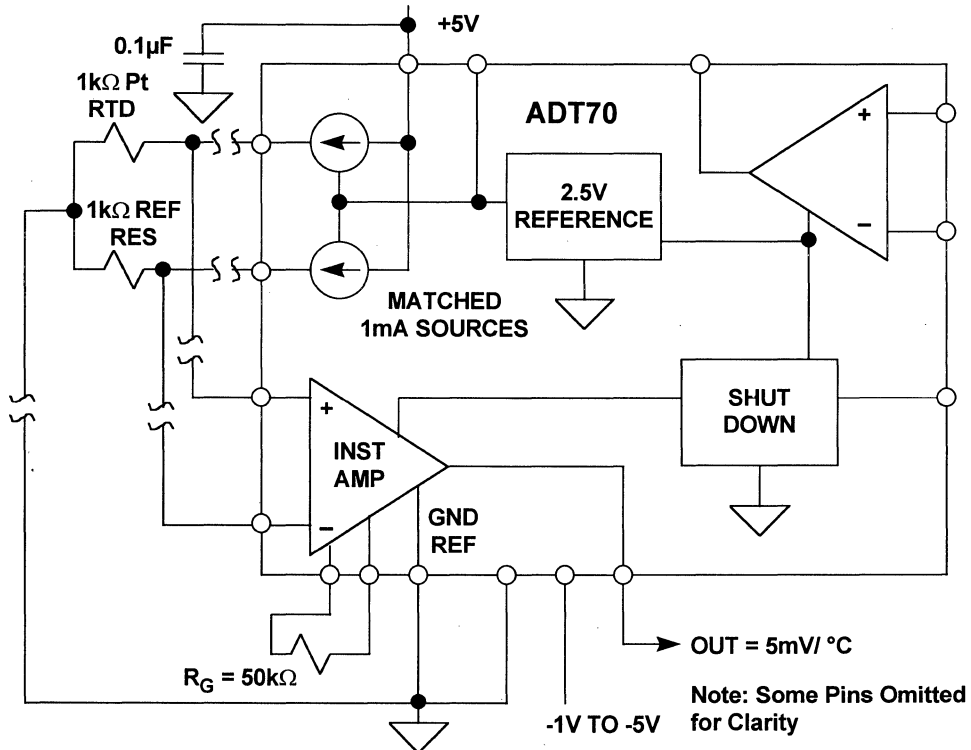 +5V
0.1µF
1kΩ Pt
RTD
ADT70
+
2.5V
REFERENCE
1kΩ REF
RES
–
MATCHED
1mA SOURCES
SHUT
DOWN
+
INST
AMP
–
GND
REF
OUT = 5mV/ °C
RG = 50kΩ
-1V TO -5V
Note: Some Pins Omitted
for Clarity